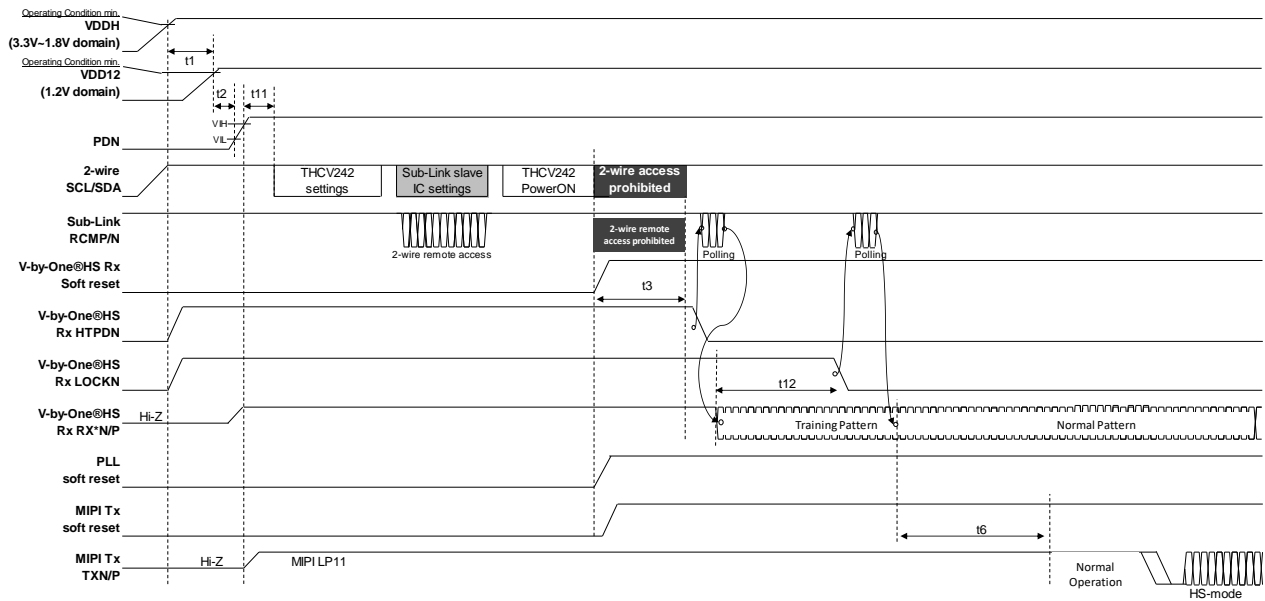 Operating Condition min.
VDDH
(3.3V~1.8V domain)
t1
Operating Condition min.
VDD12
(1.2V domain)
t2
t11
VIH
VIL
PDN
2-wire
SCL/SDA
THCV242
settings
Sub-Link slave
IC settings
THCV242
PowerON
2-wire access
prohibited
Sub-Link
RCMP/N
2-wire remote access
2-wire remote
access prohibited
Polling
Polling
V-by-One®HS Rx
Soft reset
t3
V-by-One®HS
Rx HTPDN
V-by-One®HS
Rx LOCKN
t12
V-by-One®HS
Rx RX*N/P
Hi-Z
Training Pattern
Normal Pattern
PLL
soft reset
MIPI Tx
soft reset
t6
MIPI Tx
TXN/P
Hi-Z
MIPI LP11
Normal
Operation
HS-mode